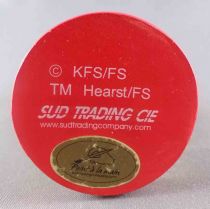 © KFS/FS
TM Hearst/FS
SUD TRADING CIE
www.sudtradingcompany.com